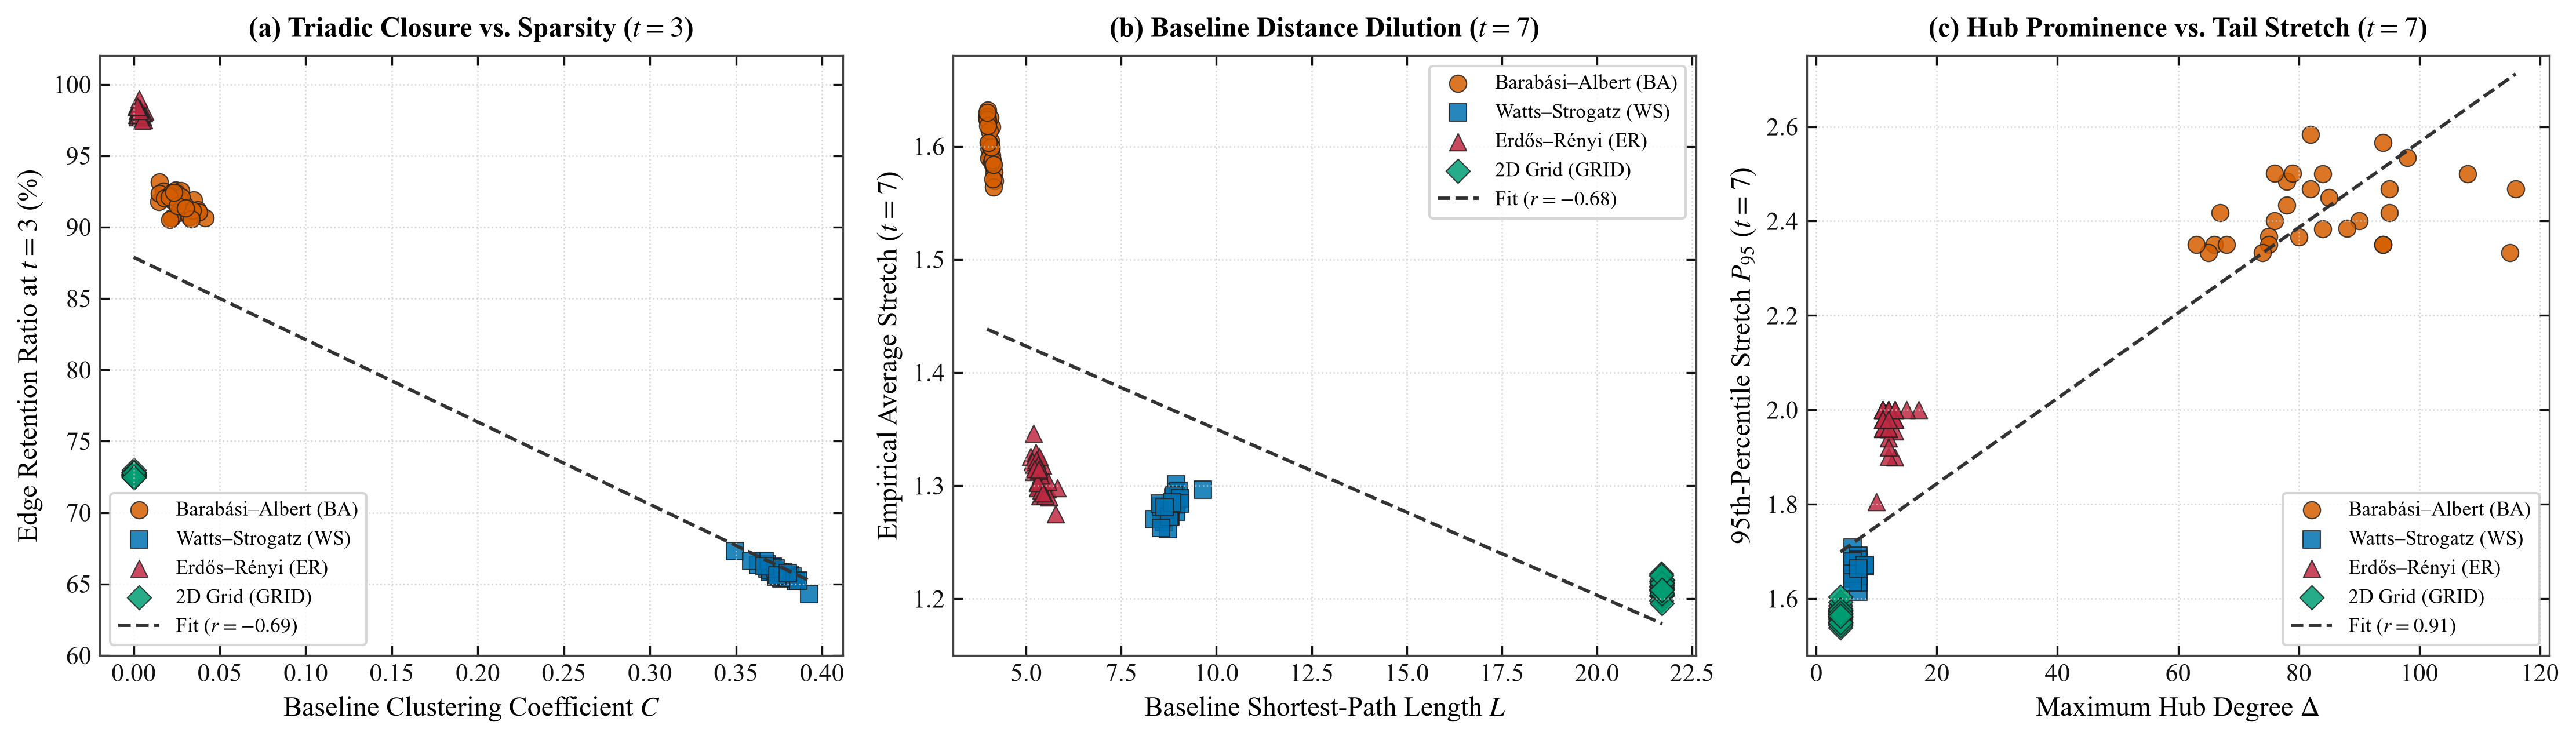 (a) Triadic Closure vs. Sparsity (t = 3)
Edge Retention Ratio at t = 3 (%)
100
95
90
85
80
75
70
65
60
Barabási–Albert (BA)
Watts–Strogatz (WS)
Erdős–Rényi (ER)
2D Grid (GRID)
Fit (r = −0.69)
0.00 0.05 0.10 0.15 0.20 0.25 0.30 0.35 0.40
Baseline Clustering Coefficient C
(b) Baseline Distance Dilution (t = 7)
Empirical Average Stretch (t = 7)
1.6
1.5
1.4
1.3
1.2
Barabási–Albert (BA)
Watts–Strogatz (WS)
Erdős–Rényi (ER)
2D Grid (GRID)
Fit (r = −0.68)
5.0 7.5 10.0 12.5 15.0 17.5 20.0 22.5
Baseline Shortest-Path Length L
(c) Hub Prominence vs. Tail Stretch (t = 7)
95th-Percentile Stretch P₉₅ (t = 7)
2.6
2.4
2.2
2.0
1.8
1.6
Barabási–Albert (BA)
Watts–Strogatz (WS)
Erdős–Rényi (ER)
2D Grid (GRID)
Fit (r = 0.91)
0 20 40 60 80 100 120
Maximum Hub Degree Δ